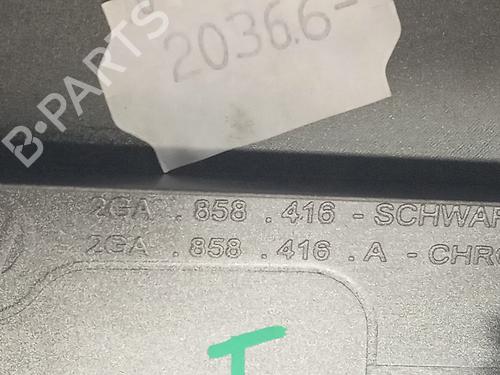 2036.6-
B-PARTS
2GA.858.416-SCHWAR
2GA.858.416.A-CHRO
T